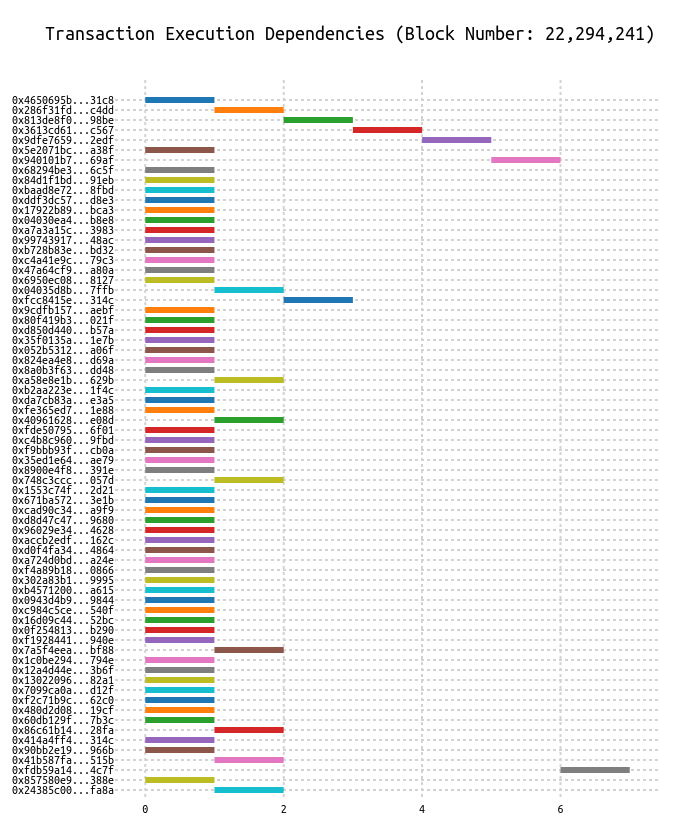 Transaction Execution Dependencies (Block Number: 22,294,241)
0x4650695b...31c8
0x286f31fd...c4dd
0x813de8f0...98be
0x3613cd61...c567
0x9dfe7659...2edf
0x5e2071bc...a38f
0x940101b7...69af
0x68294be3...6c5f
0x84d1f1bd...91eb
0xbaad8e72...8fbd
0xddf3dc57...d8e3
0x17922b89...bca3
0x04030ea4...b8e8
0xa7a3a15c...3983
0x99743917...48ac
0xb728b83e...bd32
0xc4a41e9c...79c3
0x47a64cf9...a80a
0x6950ec08...8127
0x04035d8b...7ffb
0xfcc8415e...314c
0x9cdfb157...aebf
0x80f419b3...021f
0xd850d440...b57a
0x35f0135a...1e7b
0x052b5312...a06f
0x824ea4e8...d69a
0x8a0b3f63...dd48
0xa58e8e1b...629b
0xb2aa223e...1f4c
0xda7cb83a...e3a5
0xfe365ed7...1e88
0x40961628...e08d
0xfde50795...6f01
0xc4b8c960...9fbd
0xf9bbb93f...cb0a
0x35ed1e64...ae79
0x8900e4f8...391e
0x748c3ccc...057d
0x1553c74f...2d21
0x671ba572...3e1b
0xcad90c34...a9f9
0xd8d47c47...9680
0x96029e34...4628
0xaccb2edf...162c
0xd0f4fa34...4864
0xa724d0bd...a24e
0xf4a89b18...0866
0x302a83b1...9995
0xb4571200...a615
0x0943d4b9...9844
0xc984c5ce...540f
0x16d09c44...52bc
0x0f254813...b290
0xf1928441...940e
0x7a5f4eea...bf88
0x1c0be294...794e
0x12a4d44e...3b6f
0x13022096...82a1
0x7099ca0a...d12f
0xf2c71b9c...62c0
0x480d2d08...19cf
0x60db129f...7b3c
0x86c61b14...28fa
0x414a4ff4...314c
0x90bb2e19...966b
0x41b587fa...515b
0xfdb59a14...4c7f
0x857580e9...388e
0x24385c00...fa8a
0 2 4 6